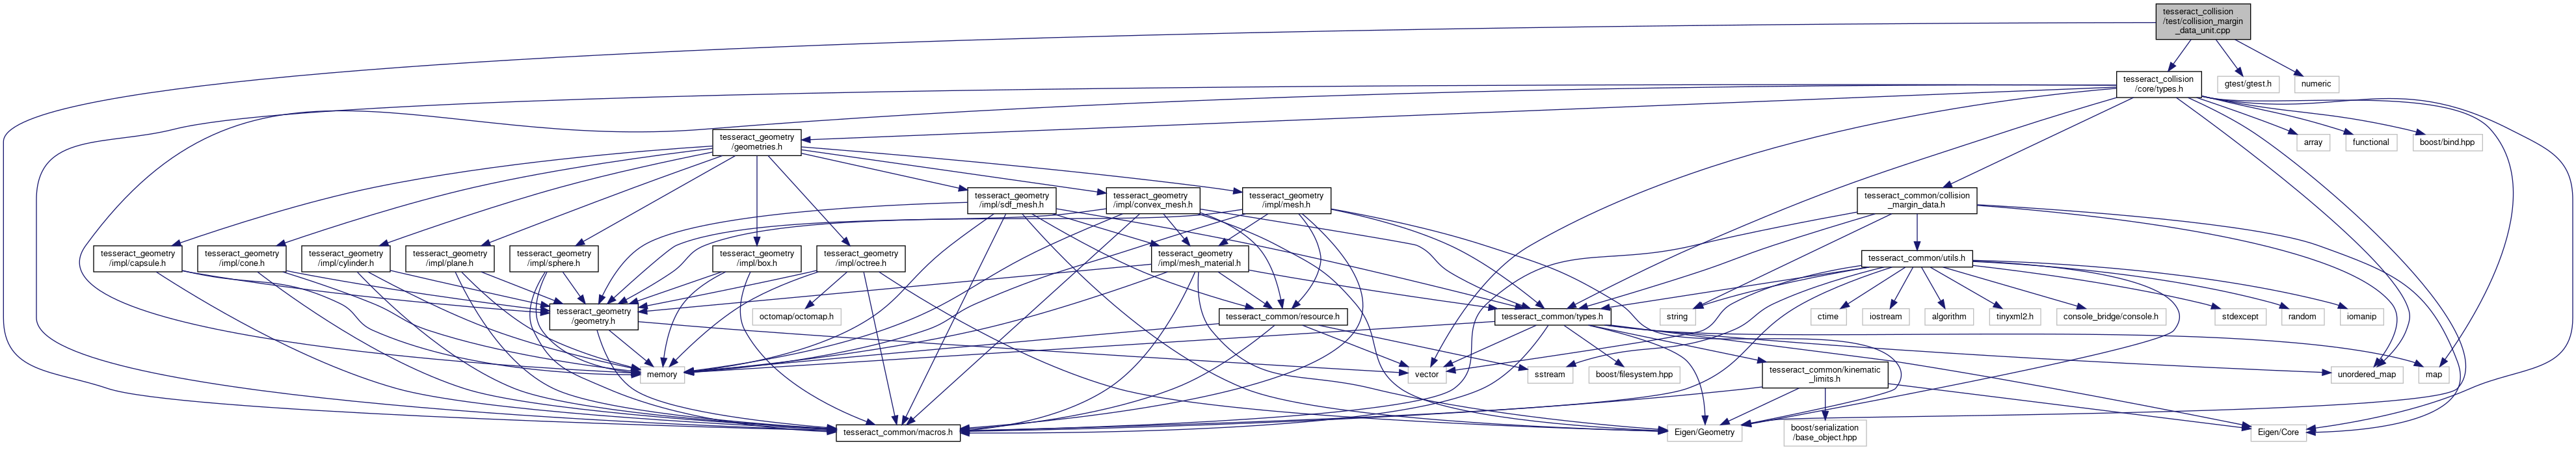 tesseract_collision
/test/collision_margin
_data_unit.cpp
tesseract_collision
/core/types.h
gtest/gtest.h
numeric
tesseract_geometry
/geometries.h
array
functional
boost/bind.hpp
tesseract_geometry
/impl/sdf_mesh.h
tesseract_geometry
/impl/convex_mesh.h
tesseract_geometry
/impl/mesh.h
tesseract_common/collision
_margin_data.h
tesseract_geometry
/impl/capsule.h
tesseract_geometry
/impl/cone.h
tesseract_geometry
/impl/cylinder.h
tesseract_geometry
/impl/plane.h
tesseract_geometry
/impl/sphere.h
tesseract_geometry
/impl/box.h
tesseract_geometry
/impl/octree.h
tesseract_geometry
/impl/mesh_material.h
tesseract_common/utils.h
tesseract_geometry
/geometry.h
octomap/octomap.h
tesseract_common/resource.h
tesseract_common/types.h
string
ctime
iostream
algorithm
tinyxml2.h
console_bridge/console.h
stdexcept
random
iomanip
memory
vector
sstream
boost/filesystem.hpp
tesseract_common/kinematic
_limits.h
unordered_map
map
tesseract_common/macros.h
Eigen/Geometry
boost/serialization
/base_object.hpp
Eigen/Core